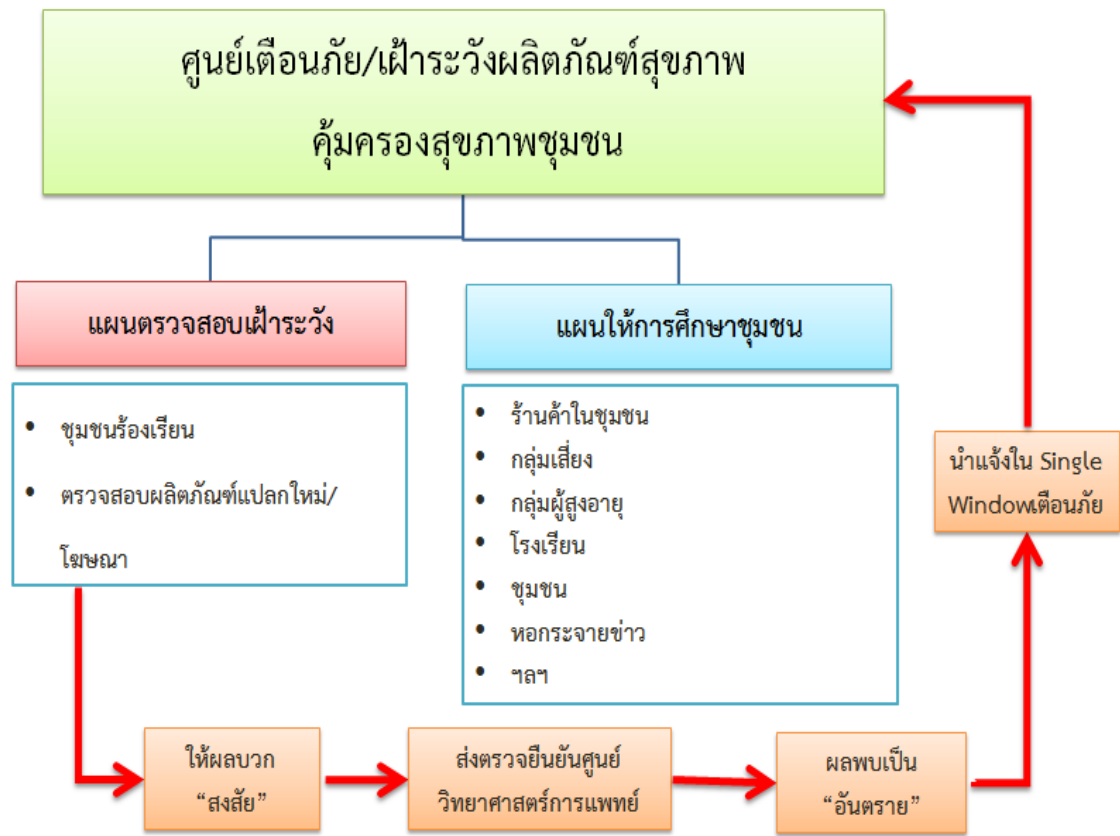 ศูนย์เตือนภัย/เฝ้าระวังผลิตภัณฑ์สุขภาพ
คุ้มครองสุขภาพชุมชน
แผนตรวจสอบเฝ้าระวัง
• ชุมชนร้องเรียน
• ตรวจสอบผลิตภัณฑ์แปลกใหม่/
โฆษณา
แผนให้การศึกษาชุมชน
• ร้านค้าในชุมชน
• กลุ่มเสี่ยง
• กลุ่มผู้สูงอายุ
• โรงเรียน
• ชุมชน
• หอกระจายข่าว
• ฯลฯ
ให้ผลบวก
“สงสัย”
ส่งตรวจยืนยันศูนย์
วิทยาศาสตร์การแพทย์
ผลพบเป็น
“อันตราย”
นำแจ้งใน Single
Windowเตือนภัย